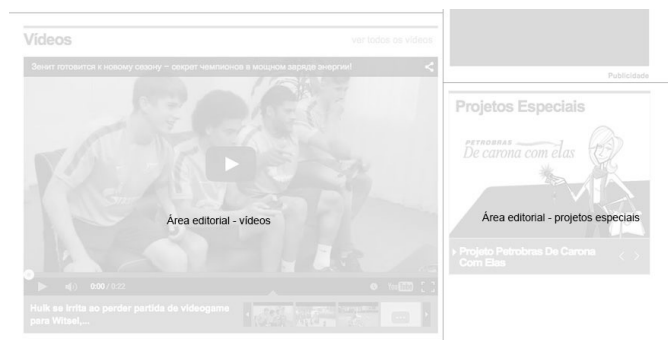 Vídeos
ver todos os vídeos
Зенит готовится к новому сезону – секрет чемпионов в мощном заряде энергии!
Área editorial - vídeos
0:00 / 0:22
You Tube
Hulk se irrita ao perder partida de videogame
para Witsel,...
Publicidade
Projetos Especiais
PETROBRAS
De carona com elas
Área editorial - projetos especiais
Projeto Petrobras De Carona
Com Elas